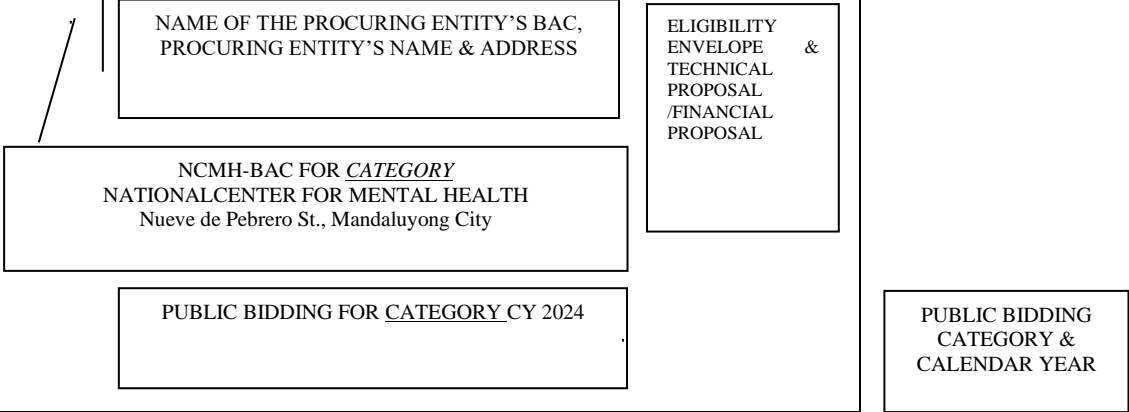 NAME OF THE PROCURING ENTITY’S BAC,
PROCURING ENTITY’S NAME & ADDRESS
ELIGIBILITY
ENVELOPE &
TECHNICAL
PROPOSAL
/FINANCIAL
PROPOSAL
NCMH-BAC FOR CATEGORY
NATIONALCENTER FOR MENTAL HEALTH
Nueve de Pebrero St., Mandaluyong City
PUBLIC BIDDING FOR CATEGORY CY 2024
PUBLIC BIDDING
CATEGORY &
CALENDAR YEAR